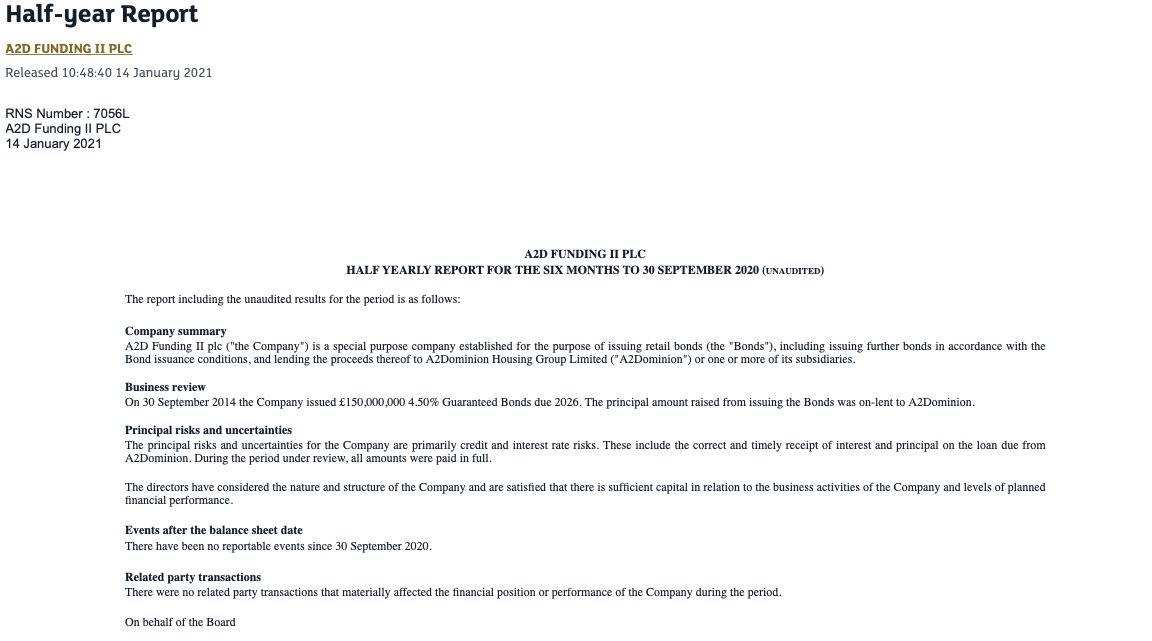 Half-year Report
A2D FUNDING II PLC
Released 10:48:40 14 January 2021
RNS Number : 7056L
A2D Funding II PLC
14 January 2021
A2D FUNDING II PLC
HALF YEARLY REPORT FOR THE SIX MONTHS TO 30 SEPTEMBER 2020 (UNAUDITED)
The report including the unaudited results for the period is as follows:
Company summary
A2D Funding II plc ("the Company") is a special purpose company established for the purpose of issuing retail bonds (the "Bonds"), including issuing further bonds in accordance with the
Bond issuance conditions, and lending the proceeds thereof to A2Dominion Housing Group Limited ("A2Dominion") or one or more of its subsidiaries.
Business review
On 30 September 2014 the Company issued £150,000,000 4.50% Guaranteed Bonds due 2026. The principal amount raised from issuing the Bonds was on-lent to A2Dominion.
Principal risks and uncertainties
The principal risks and uncertainties for the Company are primarily credit and interest rate risks. These include the correct and timely receipt of interest and principal on the loan due from
A2Dominion. During the period under review, all amounts were paid in full.
The directors have considered the nature and structure of the Company and are satisfied that there is sufficient capital in relation to the business activities of the Company and levels of planned
financial performance.
Events after the balance sheet date
There have been no reportable events since 30 September 2020.
Related party transactions
There were no related party transactions that materially affected the financial position or performance of the Company during the period.
On behalf of the Board